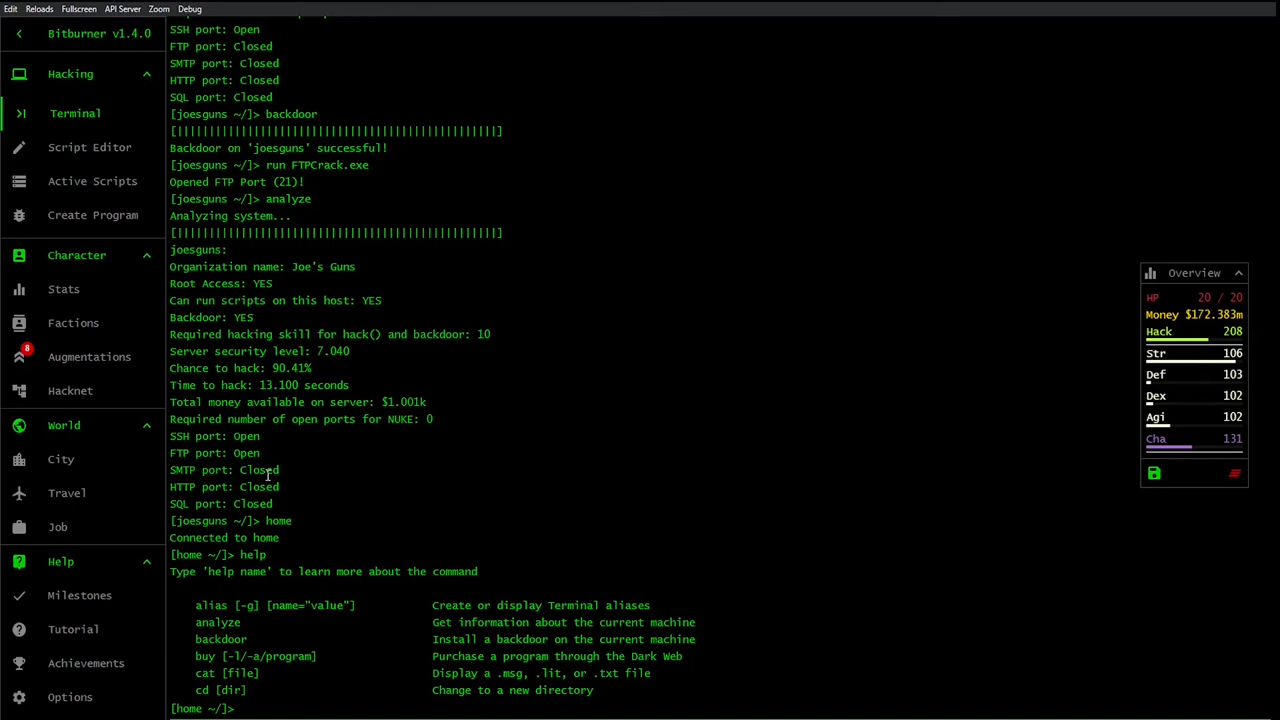 Edit Reloads Fullscreen API Server Zoom Debug
Bitburner v1.4.0
Hacking
Terminal
Script Editor
Active Scripts
Create Program
Character
Stats
Factions
8
Augmentations
Hacknet
World
City
Travel
Job
Help
Milestones
Tutorial
Achievements
Options
SSH port: Open
FTP port: Closed
SMTP port: Closed
HTTP port: Closed
SQL port: Closed
[joesguns ~/]> backdoor
[||||||||||||||||||||||||||||||||||||||||||||||||||]
Backdoor on 'joesguns' successful!
[joesguns ~/]> run FTPCrack.exe
Opened FTP Port (21)!
[joesguns ~/]> analyze
Analyzing system...
[||||||||||||||||||||||||||||||||||||||||||||||||||]
joesguns:
Organization name: Joe's Guns
Root Access: YES
Can run scripts on this host: YES
Backdoor: YES
Required hacking skill for hack() and backdoor: 10
Server security level: 7.040
Chance to hack: 90.41%
Time to hack: 13.100 seconds
Total money available on server: $1.001k
Required number of open ports for NUKE: 0
SSH port: Open
FTP port: Open
SMTP port: Closed
HTTP port: Closed
SQL port: Closed
[joesguns ~/]> home
Connected to home
[home ~/]> help
Type 'help name' to learn more about the command
alias [-g] [name="value"] Create or display Terminal aliases
analyze Get information about the current machine
backdoor Install a backdoor on the current machine
buy [-l/-a/program] Purchase a program through the Dark Web
cat [file] Display a .msg, .lit, or .txt file
cd [dir] Change to a new directory
[home ~/]>
Overview
HP 20 / 20
Money $172.383m
Hack 208
Str 106
Def 103
Dex 102
Agi 102
Cha 131